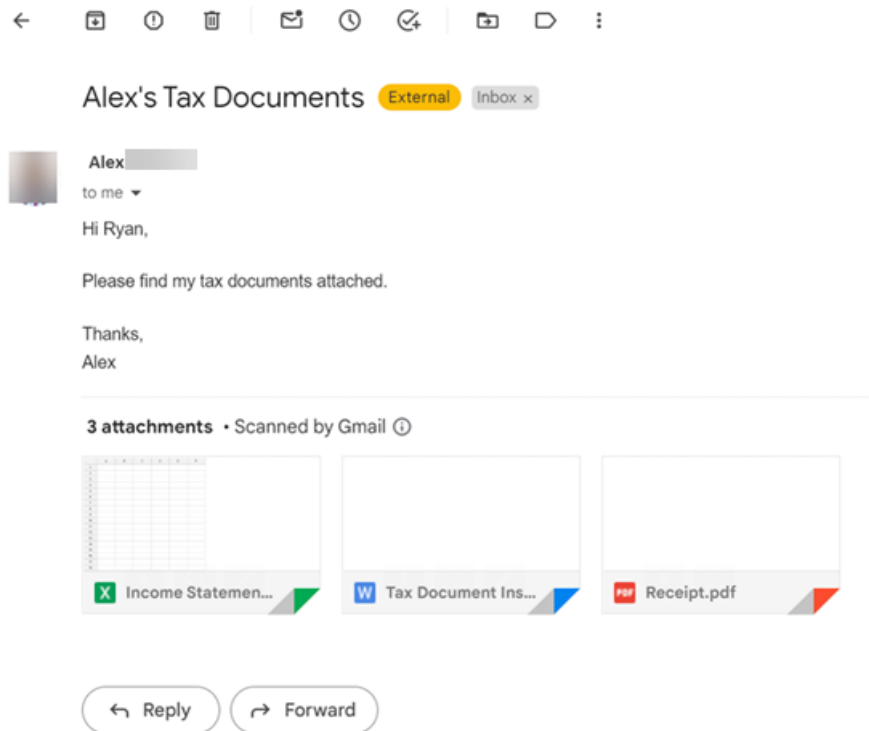 Alex's Tax Documents External Inbox ×
Alex
to me
Hi Ryan,
Please find my tax documents attached.
Thanks,
Alex
3 attachments • Scanned by Gmail
X Income Statemen... W Tax Document Ins... PDF Receipt.pdf
Reply Forward